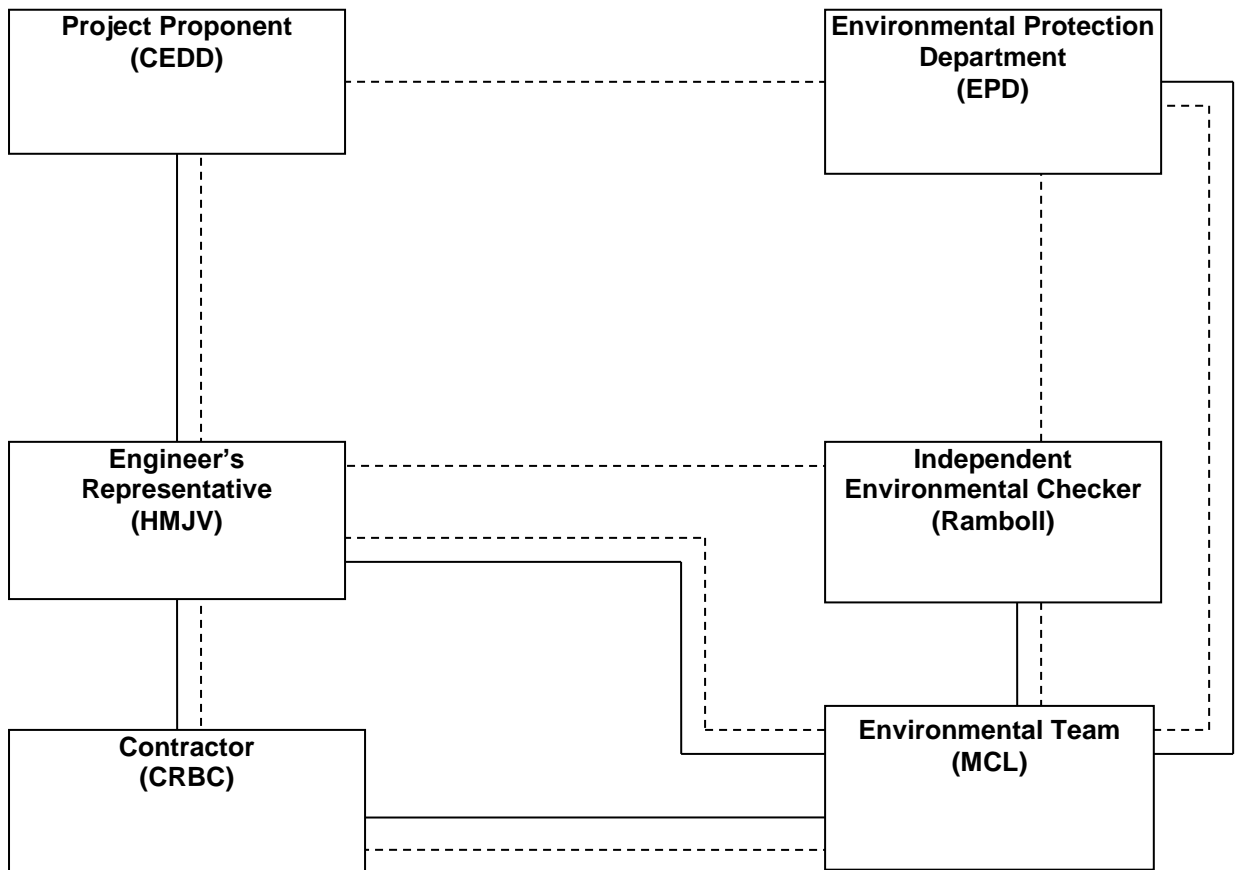 Project Proponent
(CEDD)
Environmental Protection
Department
(EPD)
Engineer’s
Representative
(HMJV)
Independent
Environmental Checker
(Ramboll)
Contractor
(CRBC)
Environmental Team
(MCL)